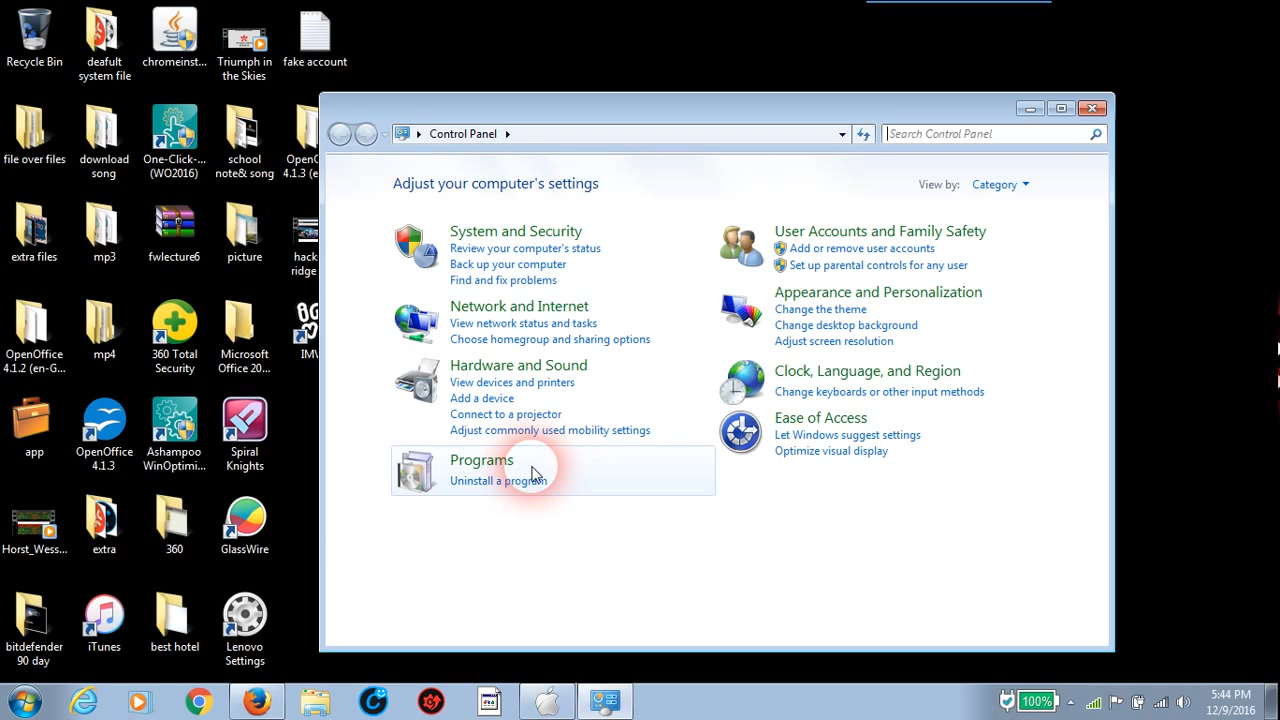 Recycle Bin
deafult
system file
chromeinst...
Triumph in
the Skies
fake account
file over files
download
song
One-Click-...
(WO2016)
school
note& song
OpenO
4.1.3 (e
extra files
mp3
fwlecture6
picture
hack
ridge
OpenOffice
4.1.2 (en-G...
mp4
360 Total
Security
Microsoft
Office 20...
IMV
app
OpenOffice
4.1.3
Ashampoo
WinOptimi...
Spiral
Knights
Horst_Wess...
extra
360
GlassWire
bitdefender
90 day
iTunes
best hotel
Lenovo
Settings
Control Panel
Search Control Panel
Adjust your computer's settings
View by: Category
System and Security
Review your computer's status
Back up your computer
Find and fix problems
Network and Internet
View network status and tasks
Choose homegroup and sharing options
Hardware and Sound
View devices and printers
Add a device
Connect to a projector
Adjust commonly used mobility settings
Programs
Uninstall a program
User Accounts and Family Safety
Add or remove user accounts
Set up parental controls for any user
Appearance and Personalization
Change the theme
Change desktop background
Adjust screen resolution
Clock, Language, and Region
Change keyboards or other input methods
Ease of Access
Let Windows suggest settings
Optimize visual display
100%
5:44 PM
12/9/2016